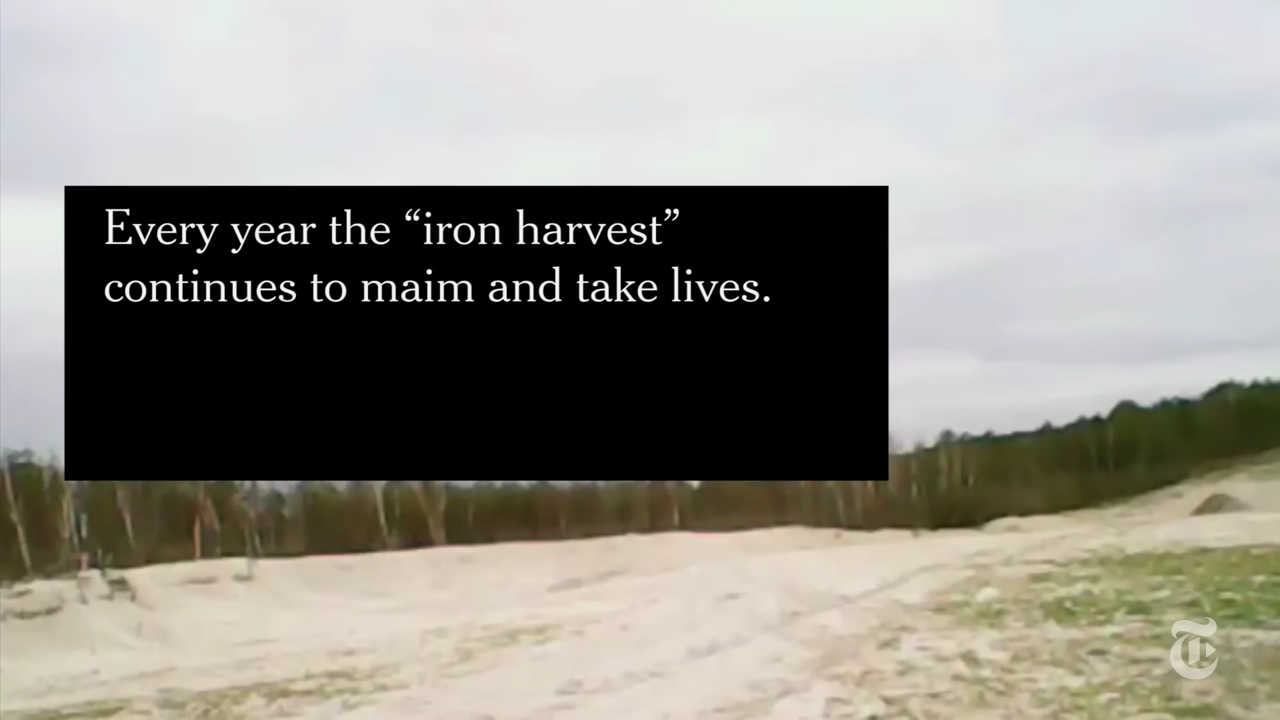 Every year the “iron harvest”
continues to maim and take lives.